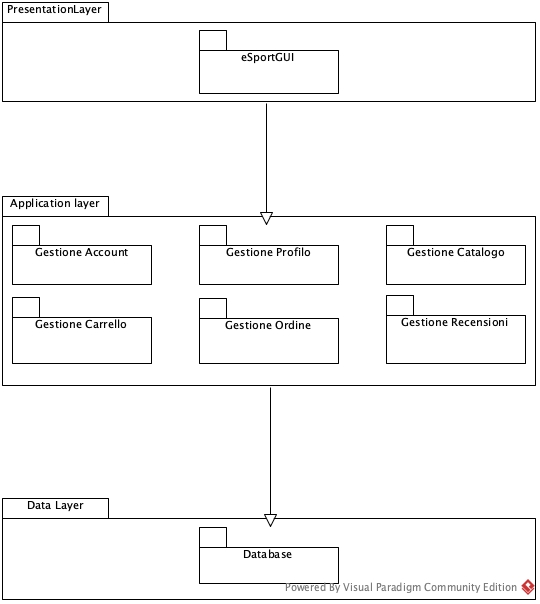 PresentationLayer
eSportGUI
Application layer
Gestione Account
Gestione Profilo
Gestione Catalogo
Gestione Carrello
Gestione Ordine
Gestione Recensioni
Data Layer
Database
Powered By Visual Paradigm Community Edition